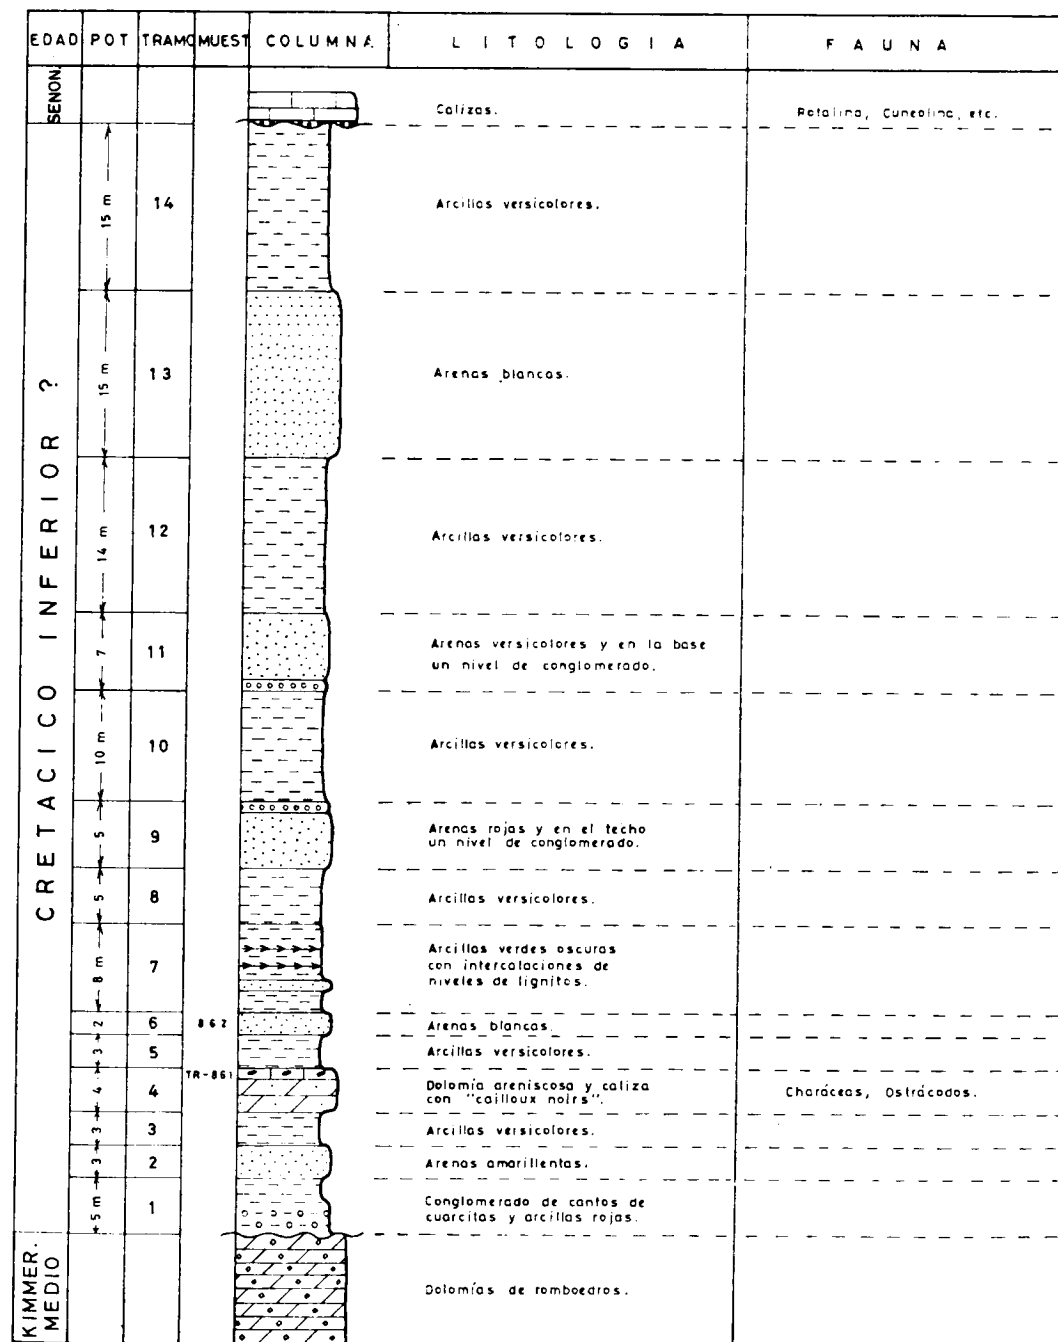 EDAD POT TRAMO MUEST COLUMNA LITOLOGIA FAUNA
SENON.
Calizas. Rotalina, Cuneolina, etc.
CRETACICO INFERIOR ?
15 m 14 Arcillas versicolores.
15 m 13 Arenas blancas.
14 m 12 Arcillas versicolores.
7 11 Arenas versicolores y en la base
un nivel de conglomerado.
10 m 10 Arcillas versicolores.
5 9 Arenas rojas y en el techo
un nivel de conglomerado.
5 8 Arcillas versicolores.
8 m 7 Arcillas verdes oscuras
con intercalaciones de
niveles de lignitos.
2 6 862 Arenas blancas.
3 5 Arcillas versicolores.
TR-861
4 4 Dolomía areniscosa y caliza
con "cailloux noirs". Charáceas, Ostrácodos.
3 3 Arcillas versicolores.
3 2 Arenas amarillentas.
5 m 1 Conglomerado de cantos de
cuarcitas y arcillas rojas.
KIMMER.
MEDIO
Dolomías de romboedros.